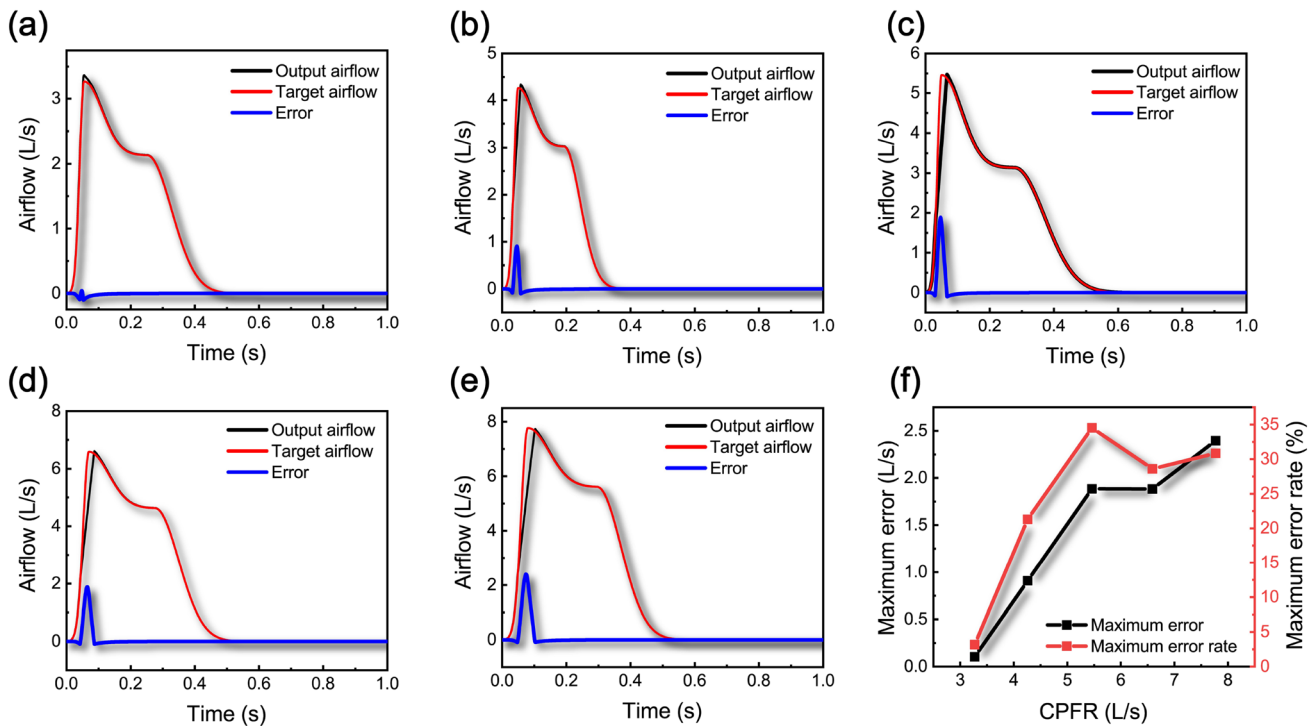 (a)
3
2
1
0
Airflow (L/s)
Output airflow
Target airflow
Error
0.0 0.2 0.4 0.6 0.8 1.0
Time (s)
(b)
5
4
3
2
1
0
Airflow (L/s)
Output airflow
Target airflow
Error
0.0 0.2 0.4 0.6 0.8 1.0
Time (s)
(c)
6
5
4
3
2
1
0
Airflow (L/s)
Output airflow
Target airflow
Error
0.0 0.2 0.4 0.6 0.8 1.0
Time (s)
(d)
8
6
4
2
0
Airflow (L/s)
Output airflow
Target airflow
Error
0.0 0.2 0.4 0.6 0.8 1.0
Time (s)
(e)
8
6
4
2
0
Airflow (L/s)
Output airflow
Target airflow
Error
0.0 0.2 0.4 0.6 0.8 1.0
Time (s)
(f)
2.5
2.0
1.5
1.0
0.5
0.0
Maximum error (L/s)
Maximum error
Maximum error rate
35
30
25
20
15
10
5
0
Maximum error rate (%)
3 4 5 6 7 8
CPFR (L/s)